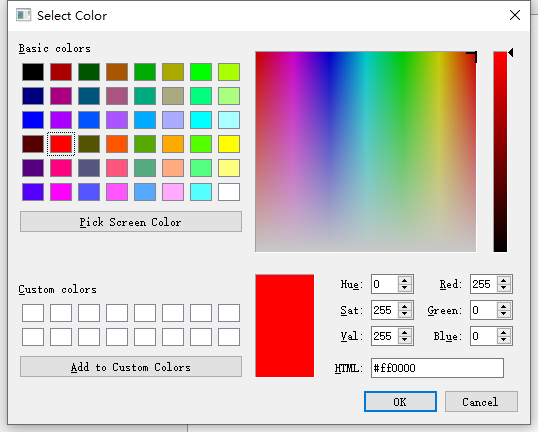 Select Color
Basic colors
Pick Screen Color
Custom colors
Add to Custom Colors
Hue: 0 Red: 255
Sat: 255 Green: 0
Val: 255 Blue: 0
HTML: #ff0000
OK Cancel